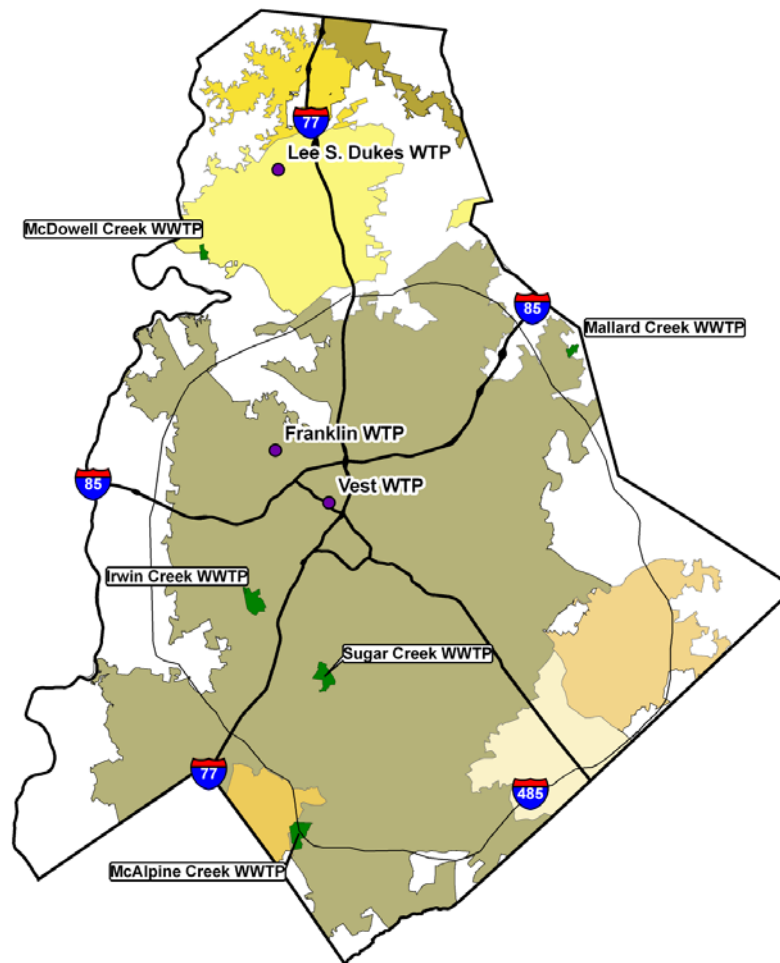 77
Lee S. Dukes WTP
McDowell Creek WWTP
85
Mallard Creek WWTP
Franklin WTP
85
Vest WTP
Irwin Creek WWTP
Sugar Creek WWTP
77
485
McAlpine Creek WWTP